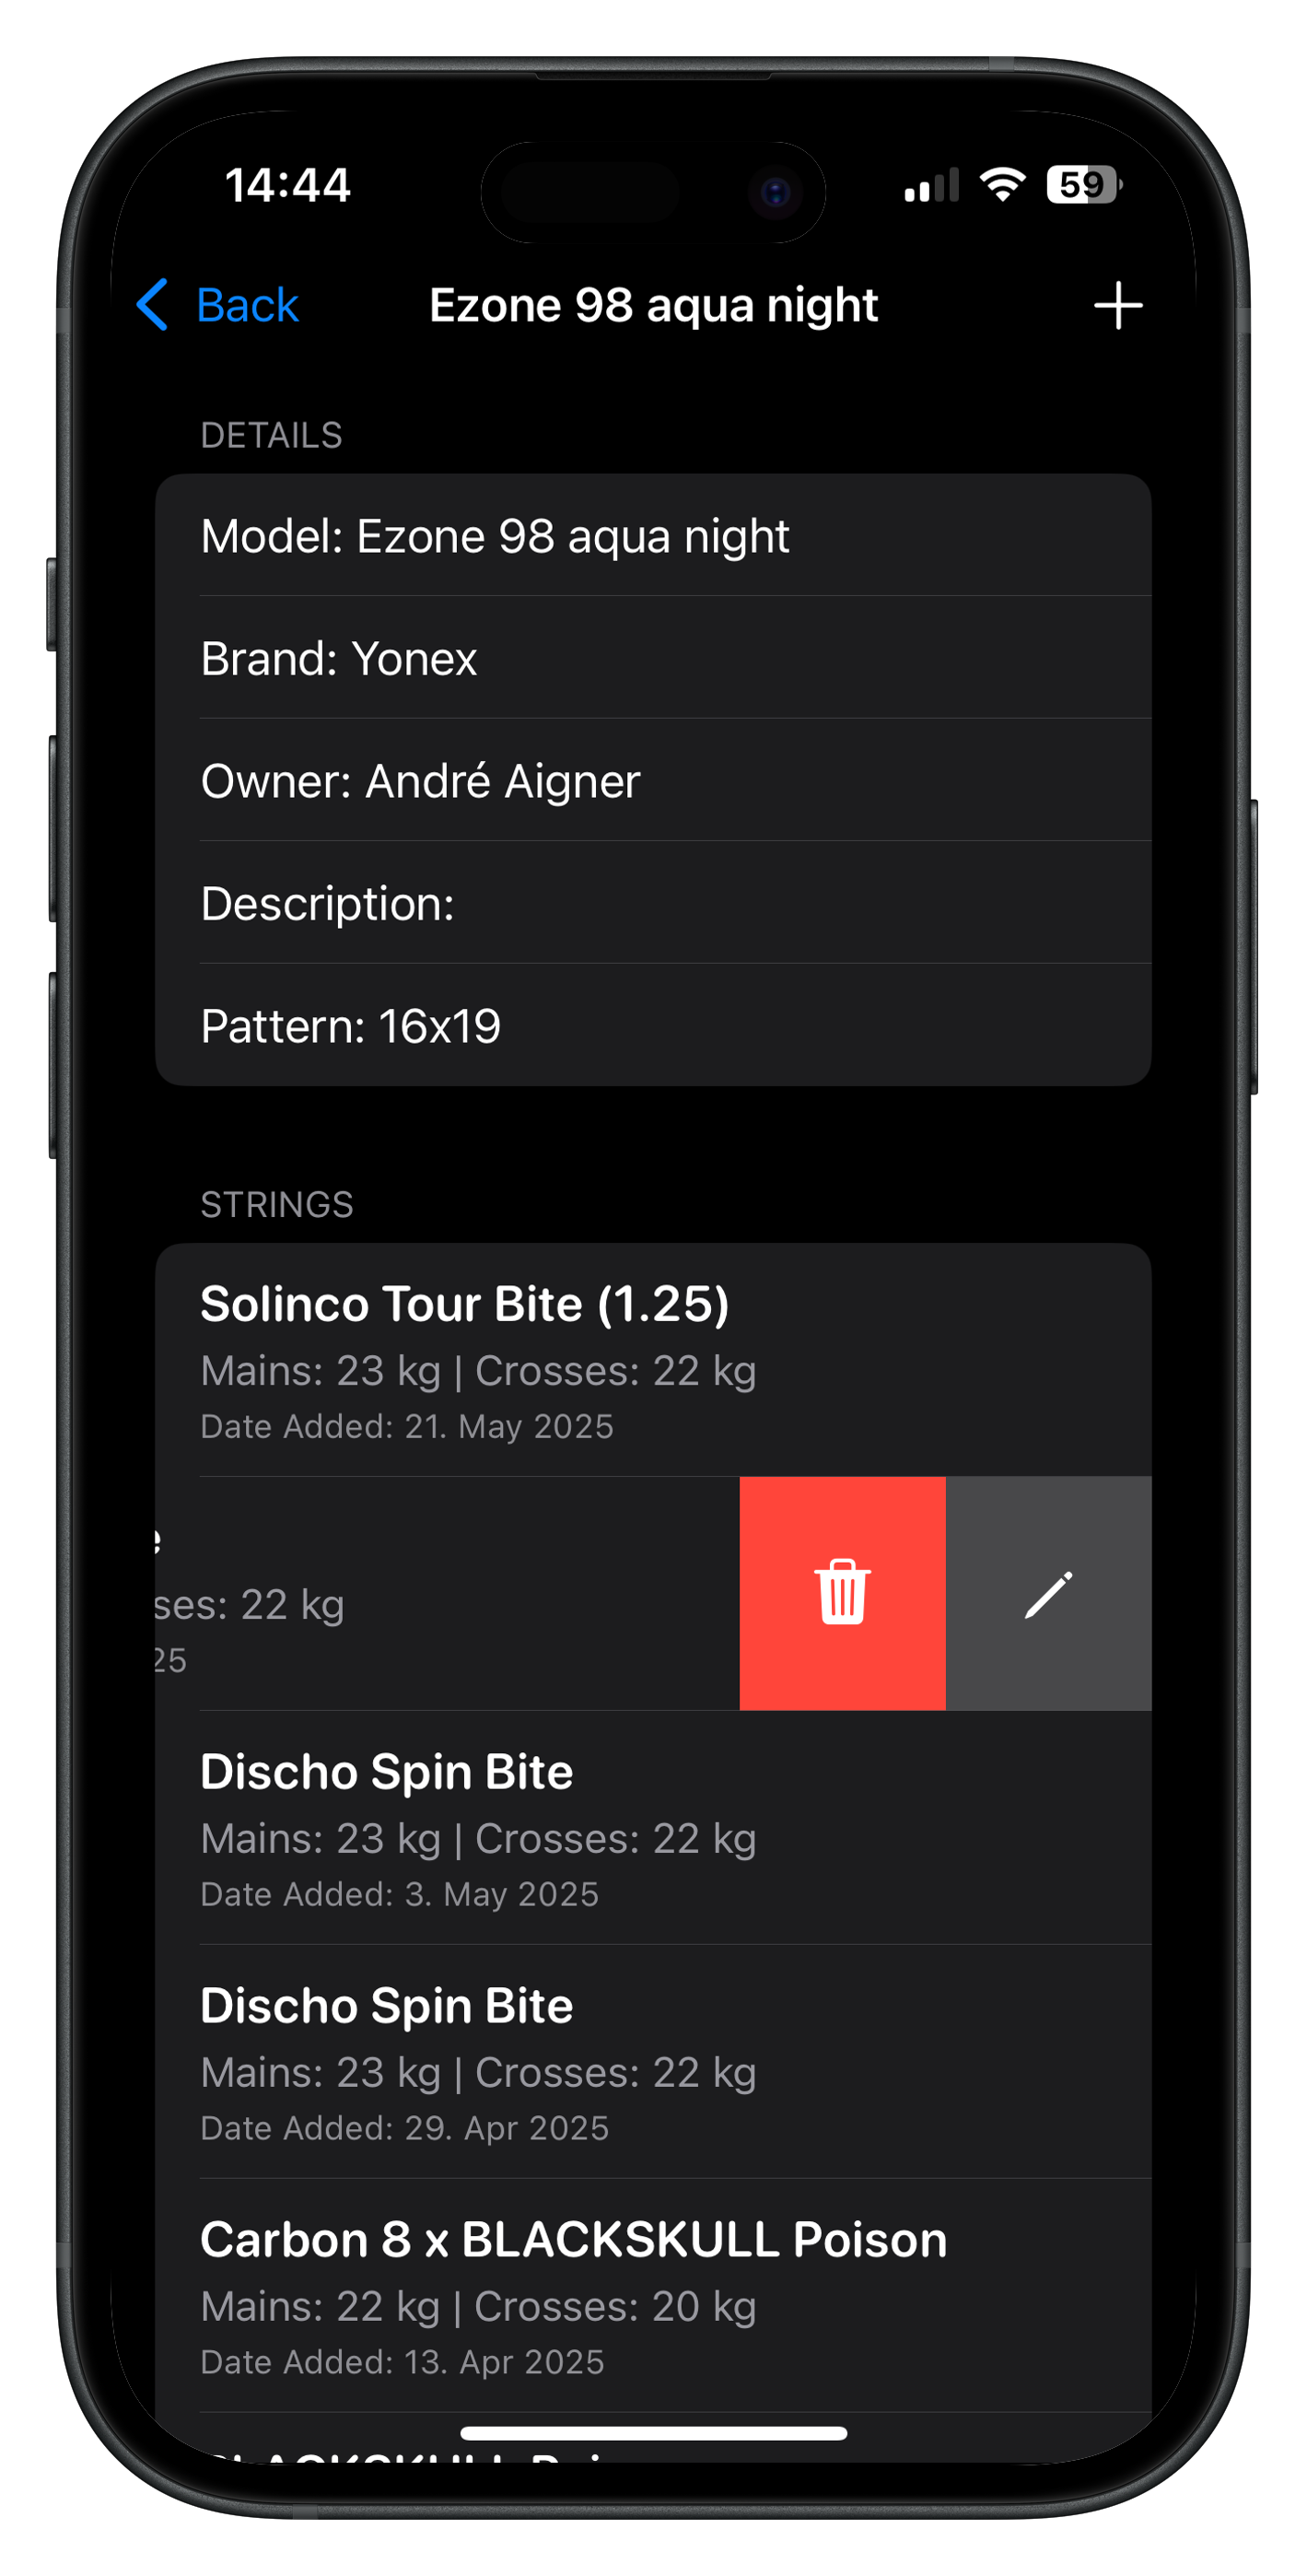 14:44
59
Back
Ezone 98 aqua night
DETAILS
Model: Ezone 98 aqua night
Brand: Yonex
Owner: André Aigner
Description:
Pattern: 16x19
STRINGS
Solinco Tour Bite (1.25)
Mains: 23 kg | Crosses: 22 kg
Date Added: 21. May 2025
22 kg
Discho Spin Bite
Mains: 23 kg | Crosses: 22 kg
Date Added: 3. May 2025
Discho Spin Bite
Mains: 23 kg | Crosses: 22 kg
Date Added: 29. Apr 2025
Carbon 8 x BLACKSKULL Poison
Mains: 22 kg | Crosses: 20 kg
Date Added: 13. Apr 2025